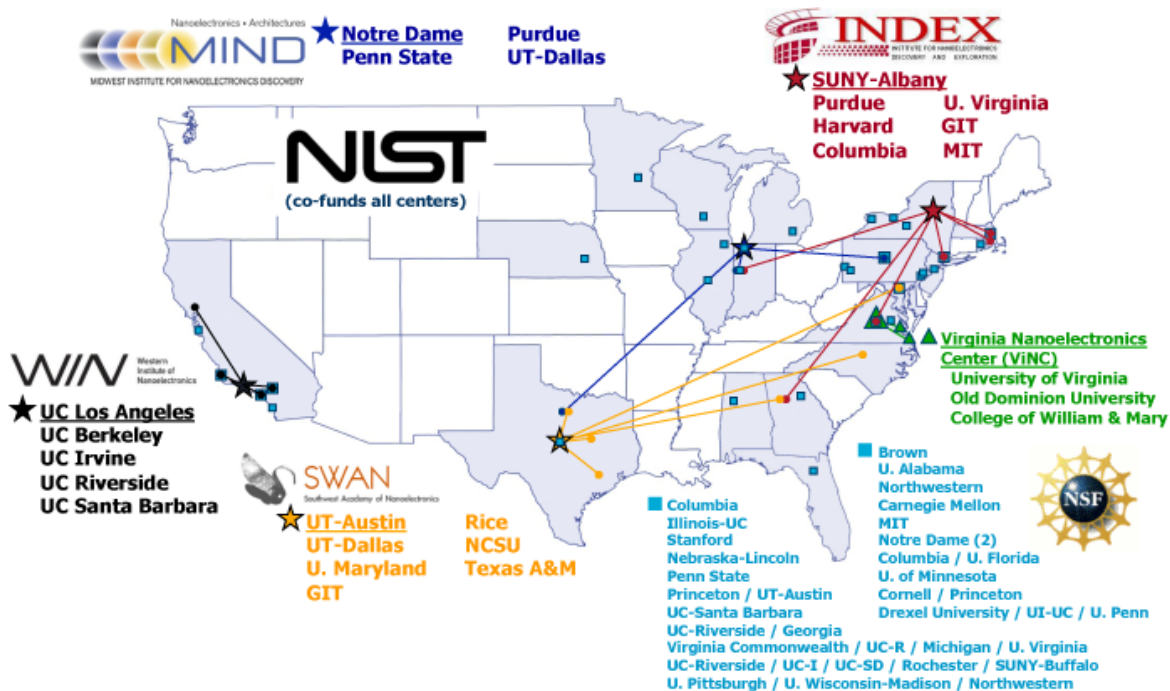 Nanoelectronics • Architectures
MIND
MIDWEST INSTITUTE FOR NANOELECTRONICS DISCOVERY
Notre Dame Purdue
Penn State UT-Dallas
INDEX
INSTITUTE FOR NANOELECTRONICS
DISCOVERY AND EXPLORATION
SUNY-Albany
Purdue U. Virginia
Harvard GIT
Columbia MIT
NIST
(co-funds all centers)
WIN
Western
Institute of
Nanoelectronics
UC Los Angeles
UC Berkeley
UC Irvine
UC Riverside
UC Santa Barbara
SWAN
Southwest Academy of Nanoelectronics
UT-Austin Rice
UT-Dallas NCSU
U. Maryland Texas A&M
GIT
Virginia Nanoelectronics
Center (ViNC)
University of Virginia
Old Dominion University
College of William & Mary
Columbia
Illinois-UC
Stanford
Nebraska-Lincoln
Penn State
Princeton / UT-Austin
UC-Santa Barbara
UC-Riverside / Georgia
Virginia Commonwealth / UC-R / Michigan / U. Virginia
UC-Riverside / UC-I / UC-SD / Rochester / SUNY-Buffalo
U. Pittsburgh / U. Wisconsin-Madison / Northwestern
Brown
U. Alabama
Northwestern
Carnegie Mellon
MIT
Notre Dame (2)
Columbia / U. Florida
U. of Minnesota
Cornell / Princeton
Drexel University / UI-UC / U. Penn
NSF